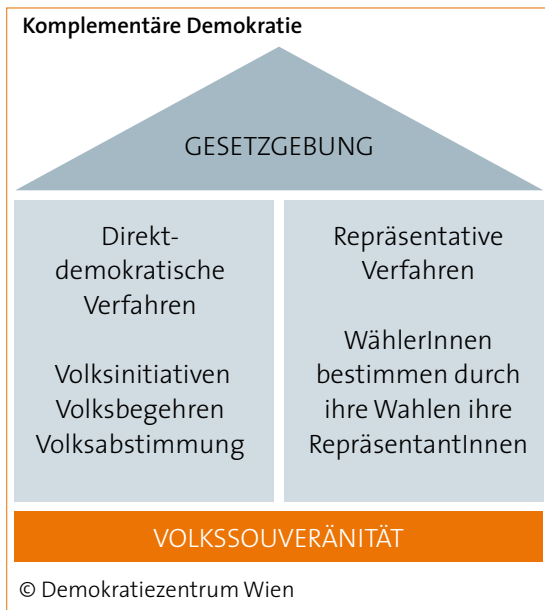 Komplementäre Demokratie
GESETZGEBUNG
Direkt-
demokratische
Verfahren
Volksinitiativen
Volksbegehren
Volksabstimmung
Repräsentative
Verfahren
WählerInnen
bestimmen durch
ihre Wahlen ihre
RepräsentantInnen
VOLKSSOUVERÄNITÄT
© Demokratiezentrum Wien